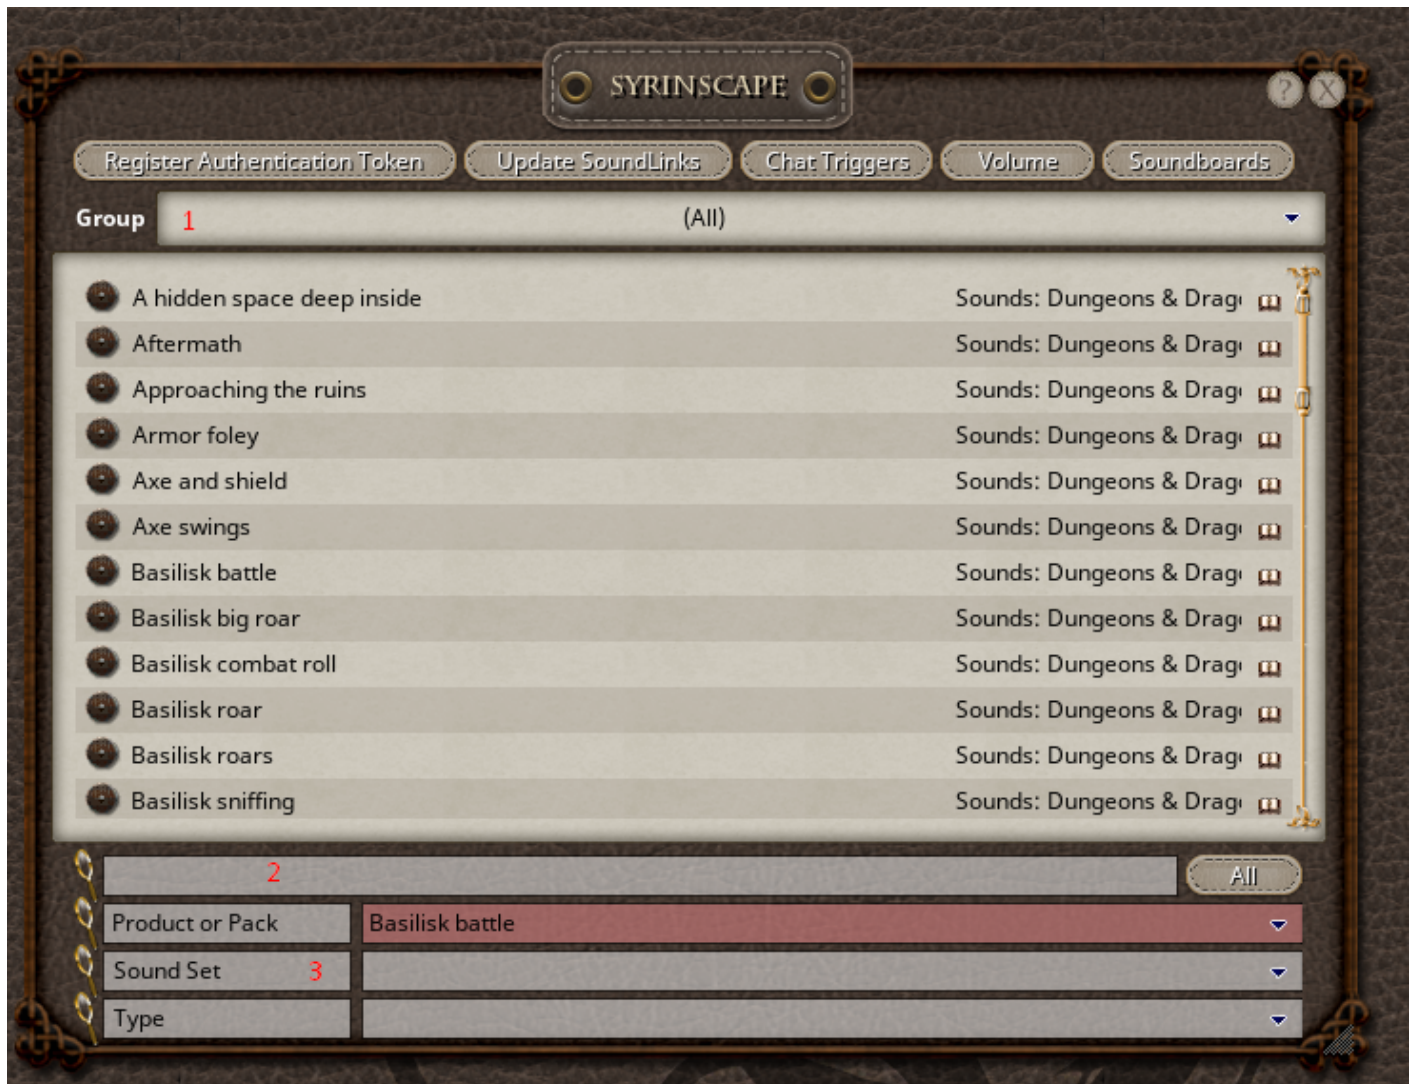 SYRINSCAPE
? X
Register Authentication Token Update SoundLinks Chat Triggers Volume Soundboards
Group 1 (All)
A hidden space deep inside Sounds: Dungeons & Drag
Aftermath Sounds: Dungeons & Drag
Approaching the ruins Sounds: Dungeons & Drag
Armor foley Sounds: Dungeons & Drag
Axe and shield Sounds: Dungeons & Drag
Axe swings Sounds: Dungeons & Drag
Basilisk battle Sounds: Dungeons & Drag
Basilisk big roar Sounds: Dungeons & Drag
Basilisk combat roll Sounds: Dungeons & Drag
Basilisk roar Sounds: Dungeons & Drag
Basilisk roars Sounds: Dungeons & Drag
Basilisk sniffing Sounds: Dungeons & Drag
2 All
Product or Pack Basilisk battle
Sound Set 3
Type